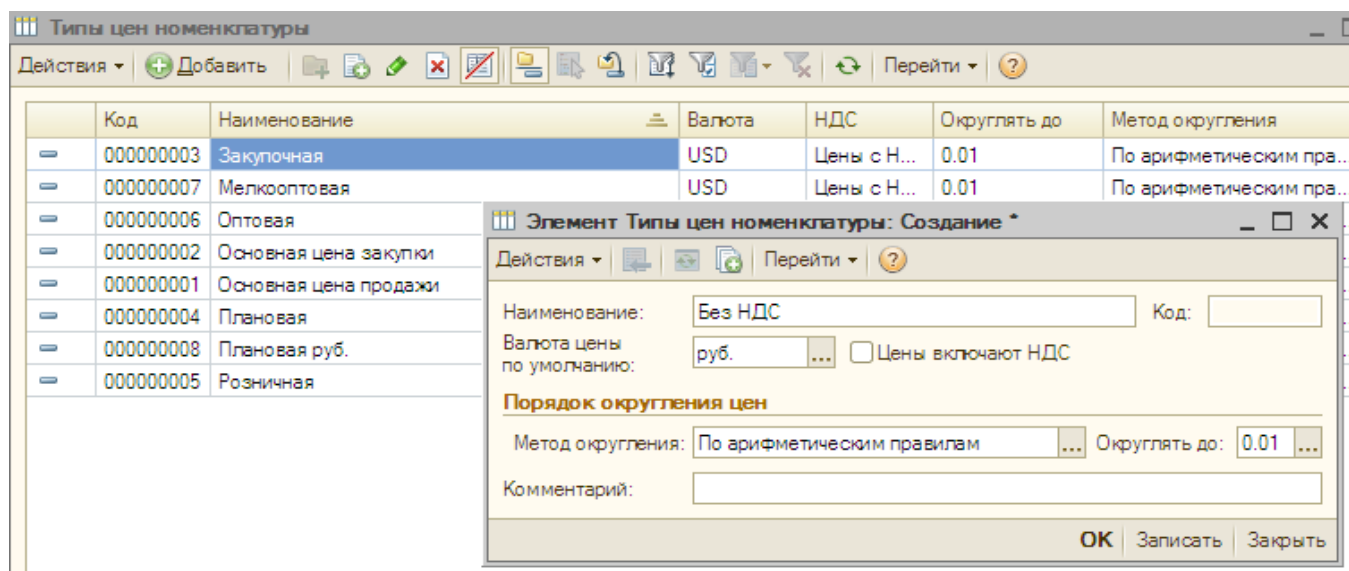 Типы цен номенклатуры
Действия Добавить Перейти
Код Наименование Валюта НДС Округлять до Метод округления
000000003 Закупочная USD Цены с Н... 0.01 По арифметическим пра...
000000007 Мелкооптовая USD Цены с Н... 0.01 По арифметическим пра...
000000006 Оптовая
000000002 Основная цена закупки
000000001 Основная цена продажи
000000004 Плановая
000000008 Плановая руб.
000000005 Розничная
Элемент Типы цен номенклатуры: Создание *
Действия Перейти
Наименование: Без НДС Код:
Валюта цены
по умолчанию: руб. ... Цены включают НДС
Порядок округления цен
Метод округления: По арифметическим правилам ... Округлять до: 0.01 ...
Комментарий:
OK Записать Закрыть